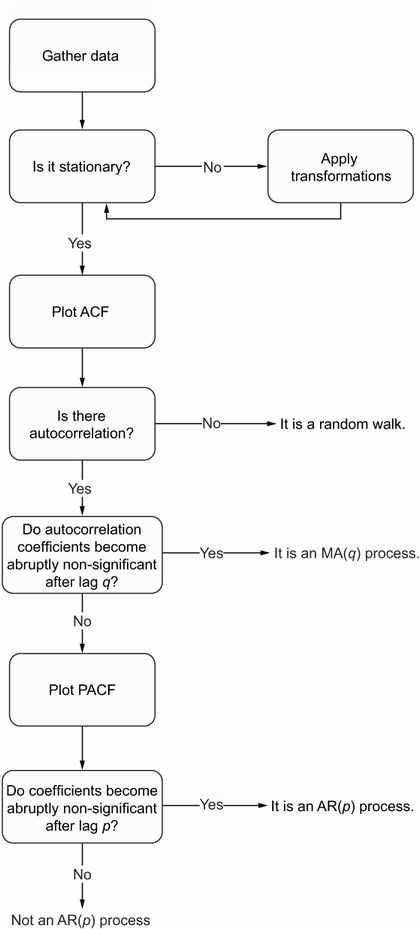 Gather data
Is it stationary?
No
Apply
transformations
Yes
Plot ACF
Is there
autocorrelation?
No
It is a random walk.
Yes
Do autocorrelation
coefficients become
abruptly non-significant
after lag q?
Yes
It is an MA(q) process.
No
Plot PACF
Do coefficients become
abruptly non-significant
after lag p?
Yes
It is an AR(p) process.
No
Not an AR(p) process